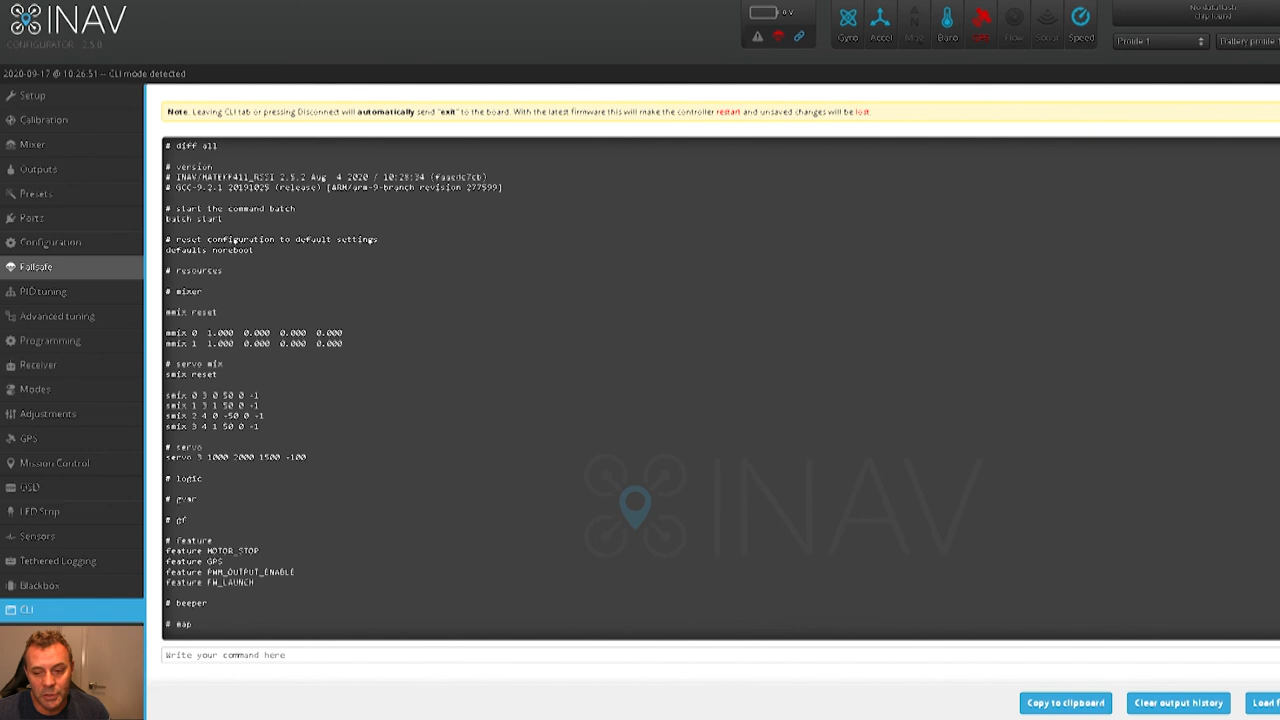 INAV
CONFIGURATOR 2.5.0
0 V
Gyro
Accel
Mag
Baro
GPS
Flow
Sonar
Speed
No dataflash
chip found
Profile 1
Battery profile 1
2020-09-17 @ 10:26:51 -- CLI mode detected
Setup
Calibration
Mixer
Outputs
Presets
Ports
Configuration
Failsafe
PID tuning
Advanced tuning
Programming
Receiver
Modes
Adjustments
GPS
Mission Control
OSD
LED Strip
Sensors
Tethered Logging
Blackbox
CLI
Note: Leaving CLI tab or pressing Disconnect will automatically send "exit" to the board. With the latest firmware this will make the controller restart and unsaved changes will be lost.
# diff all
# version
# INAV/MATEKF411_RSSI 2.5.2 Aug 4 2020 / 10:28:34
# GCC-9.2.1 20191025 (release) [ARM/arm-9-branch revision 277599]
# start the command batch
batch start
# reset configuration to default settings
defaults noreboot
# resources
# mixer
mmix reset
mmix 0 1.000 0.000 0.000 0.000
mmix 1 1.000 0.000 0.000 0.000
# servo mix
smix reset
smix 0 3 0 50 0 -1
smix 1 3 1 50 0 -1
smix 2 4 0 -50 0 -1
smix 3 4 1 50 0 -1
# servo
servo 3 1000 2000 1500 -100
# logic
# gvar
# gf
# feature
feature MOTOR_STOP
feature GPS
feature PWM_OUTPUT_ENABLE
feature FW_LAUNCH
# beeper
# map
INAV
Write your command here
Copy to clipboard
Clear output history
Load f